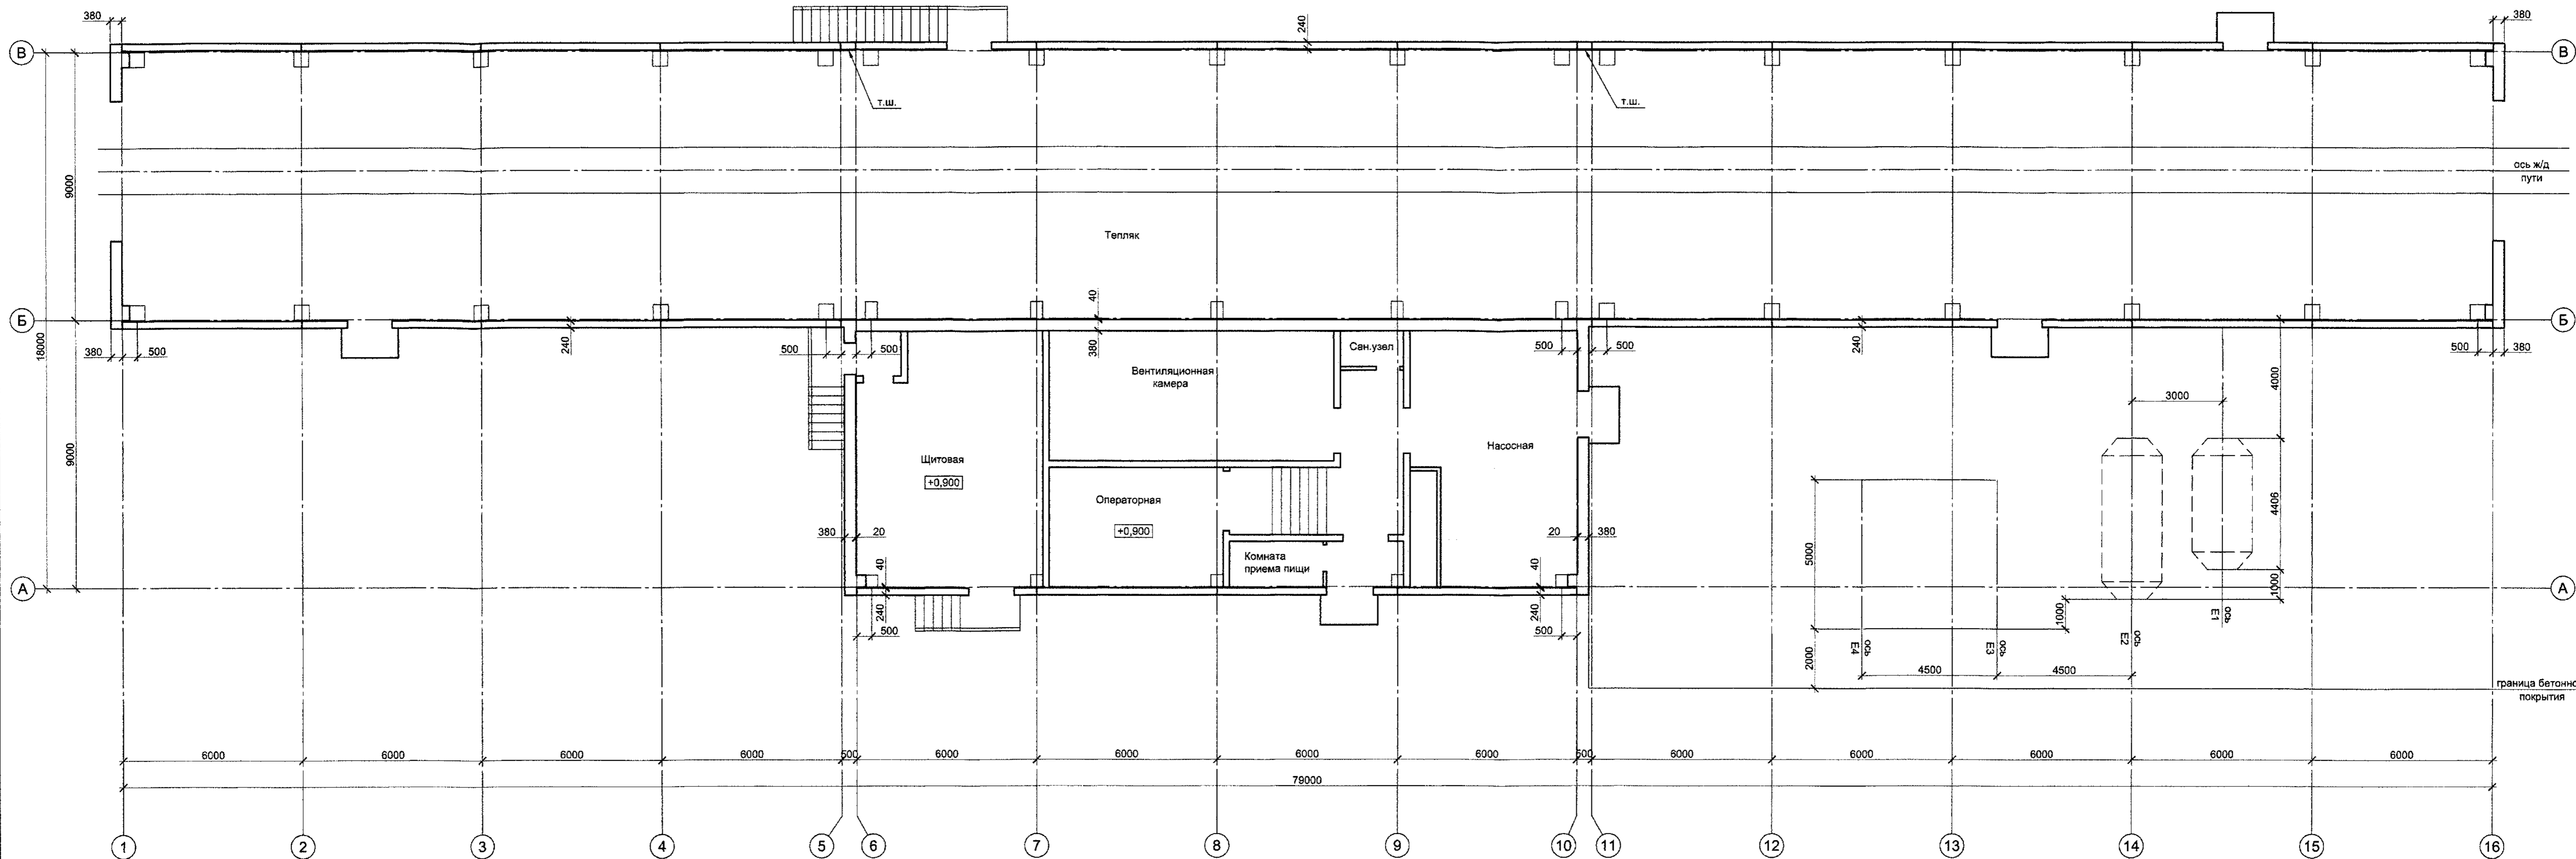 380
240
380
В
В
т.ш.
т.ш.
ось ж/д
пути
9000
Тепляк
40
Б
Б
18000
380
500
240
500
500
380
Сан.узел
500
500
240
500
380
Вентиляционная
камера
3000
4000
Щитовая
+0,900
Насосная
9000
Операторная
+0,900
4406
380
20
20
380
5000
Комната
приема пищи
40
40
А
А
240
240
1000
1000
500
500
ось
Е1
ось
Е2
ось
Е3
ось
Е4
2000
4500
4500
граница бетонно
покрытия
6000
6000
6000
6000
500
6000
6000
6000
6000
500
6000
6000
6000
6000
6000
79000
1
2
3
4
5
6
7
8
9
10
11
12
13
14
15
16